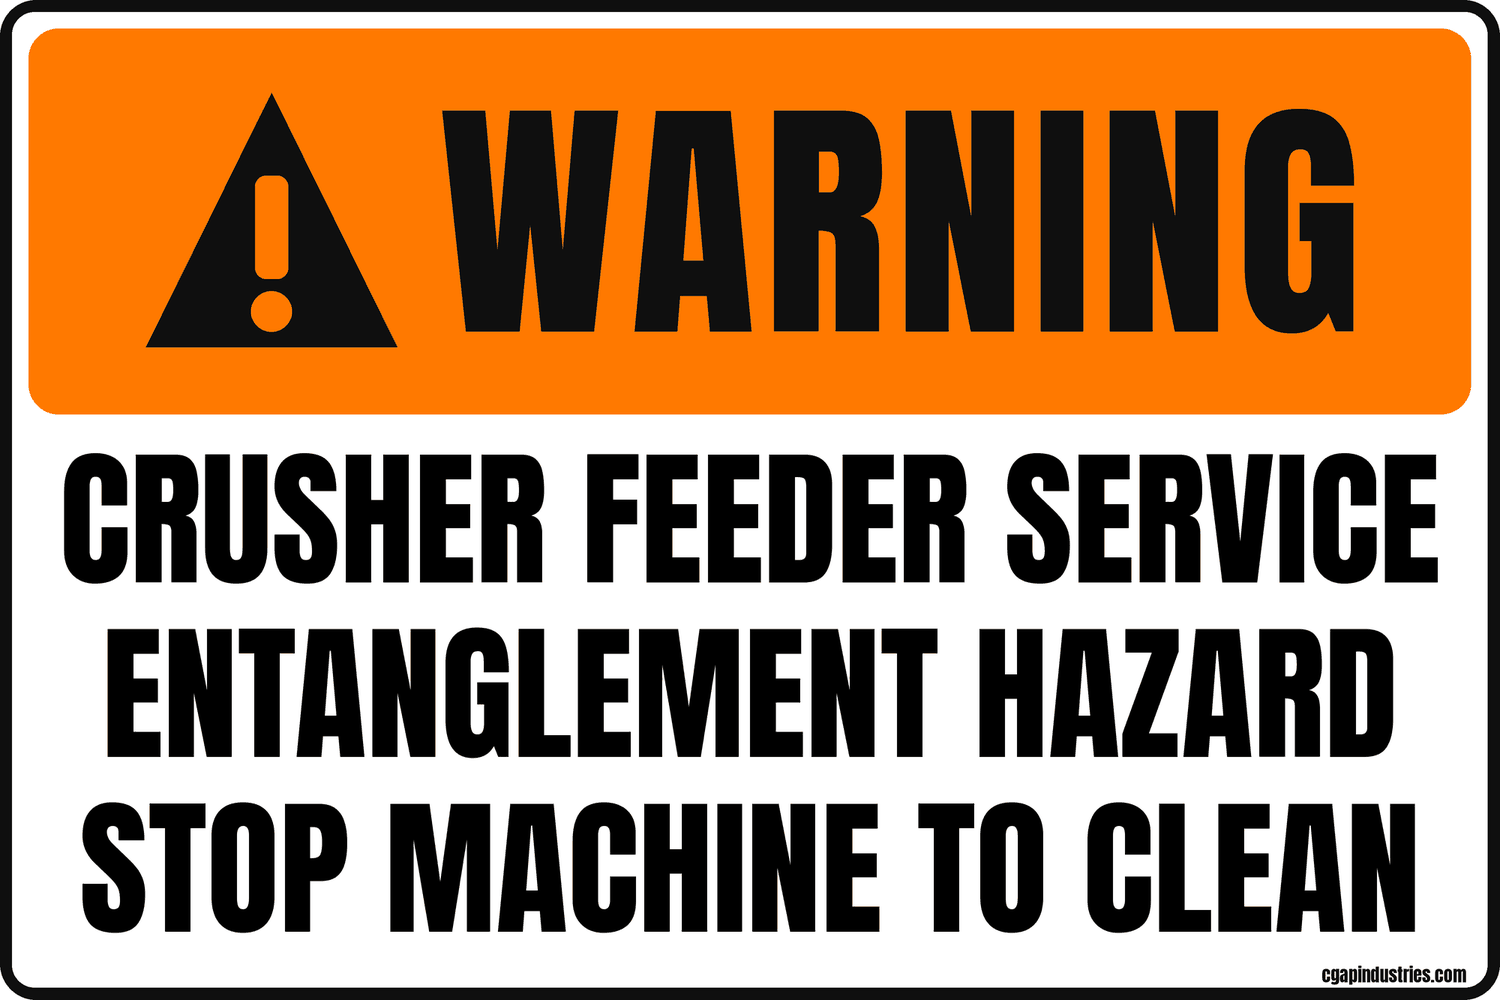 WARNING
CRUSHER FEEDER SERVICE
ENTANGLEMENT HAZARD
STOP MACHINE TO CLEAN
cgapindustries.com